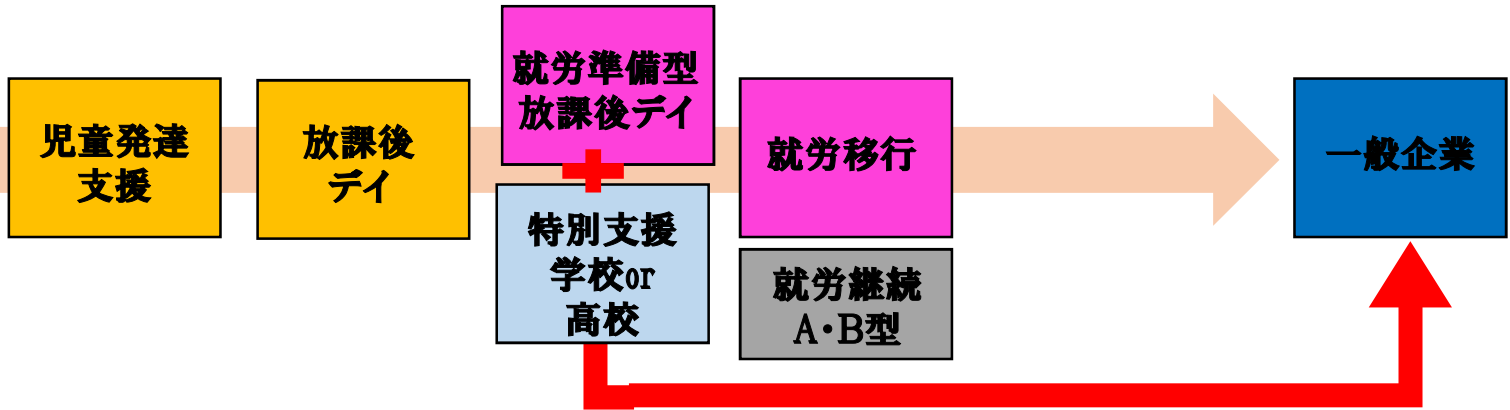 児童発達
支援
放課後
デイ
就労準備型
放課後デイ
特別支援
学校or
高校
就労移行
就労継続
A・B型
一般企業